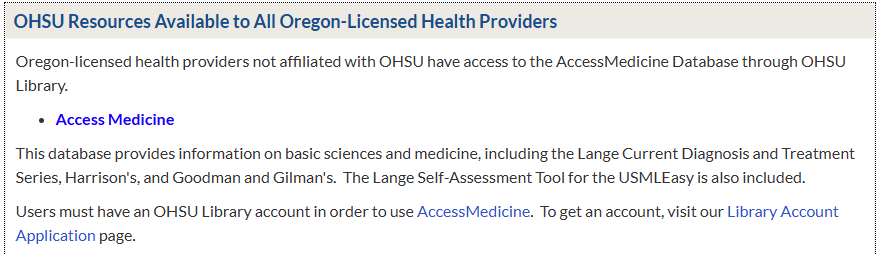 OHSU Resources Available to All Oregon-Licensed Health Providers
Oregon-licensed health providers not affiliated with OHSU have access to the AccessMedicine Database through OHSU
Library.
• Access Medicine
This database provides information on basic sciences and medicine, including the Lange Current Diagnosis and Treatment
Series, Harrison's, and Goodman and Gilman's.  The Lange Self-Assessment Tool for the USMLEasy is also included.
Users must have an OHSU Library account in order to use AccessMedicine.  To get an account, visit our Library Account
Application page.